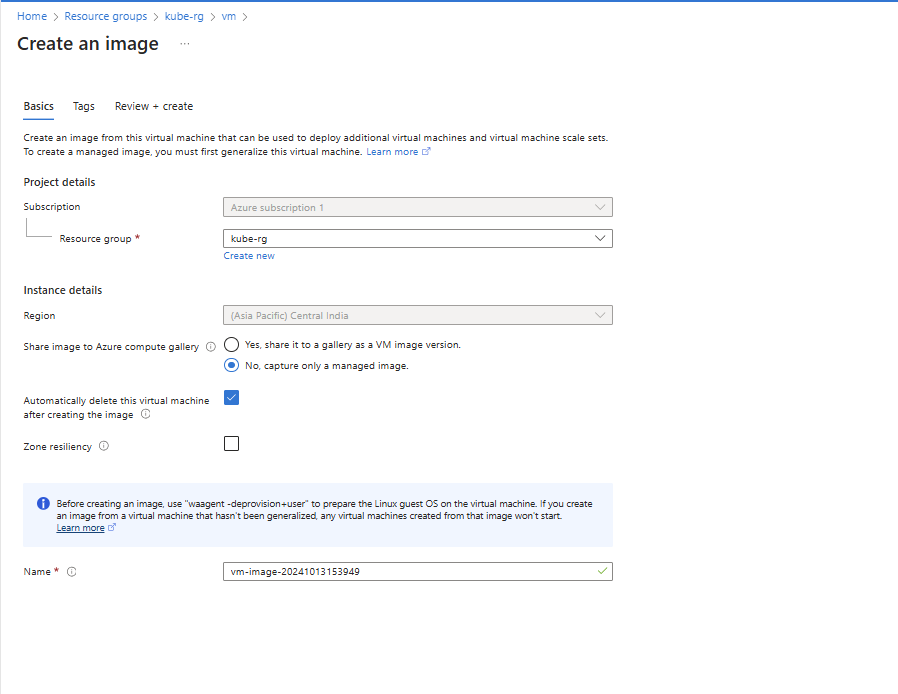 Home > Resource groups > kube-rg > vm >
Create an image ...
Basics Tags Review + create
Create an image from this virtual machine that can be used to deploy additional virtual machines and virtual machine scale sets.
To create a managed image, you must first generalize this virtual machine. Learn more
Project details
Subscription
Azure subscription 1
Resource group *
kube-rg
Create new
Instance details
Region
(Asia Pacific) Central India
Share image to Azure compute gallery
Yes, share it to a gallery as a VM image version.
No, capture only a managed image.
Automatically delete this virtual machine
after creating the image
Zone resiliency
Before creating an image, use "waagent -deprovision+user" to prepare the Linux guest OS on the virtual machine. If you create
an image from a virtual machine that hasn't been generalized, any virtual machines created from that image won't start.
Learn more
Name *
vm-image-20241013153949